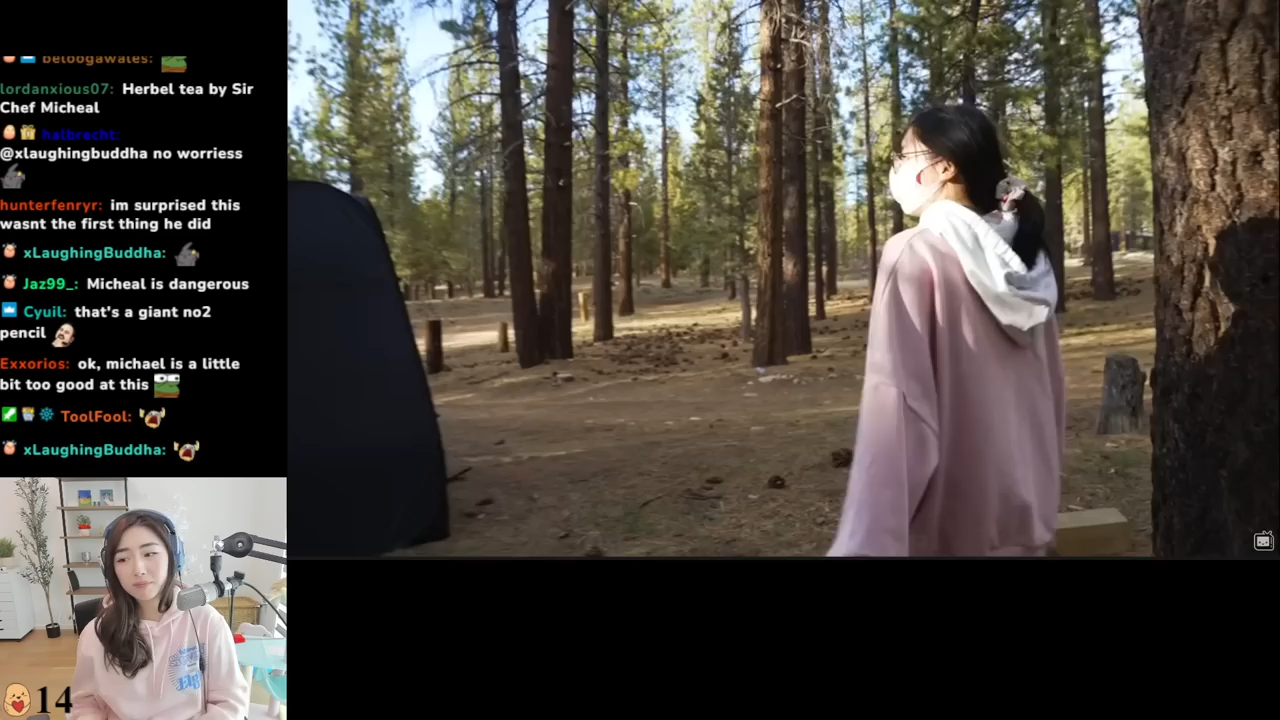 beloogawales:
lordanxious07: Herbel tea by Sir
Chef Micheal
halbrecht:
@xlaughingbuddha no worriess
hunterfenryr: im surprised this
wasnt the first thing he did
xLaughingBuddha:
Jaz99_: Micheal is dangerous
Cyuil: that's a giant no2
pencil
Exxorios: ok, michael is a little
bit too good at this
ToolFool:
xLaughingBuddha:
14